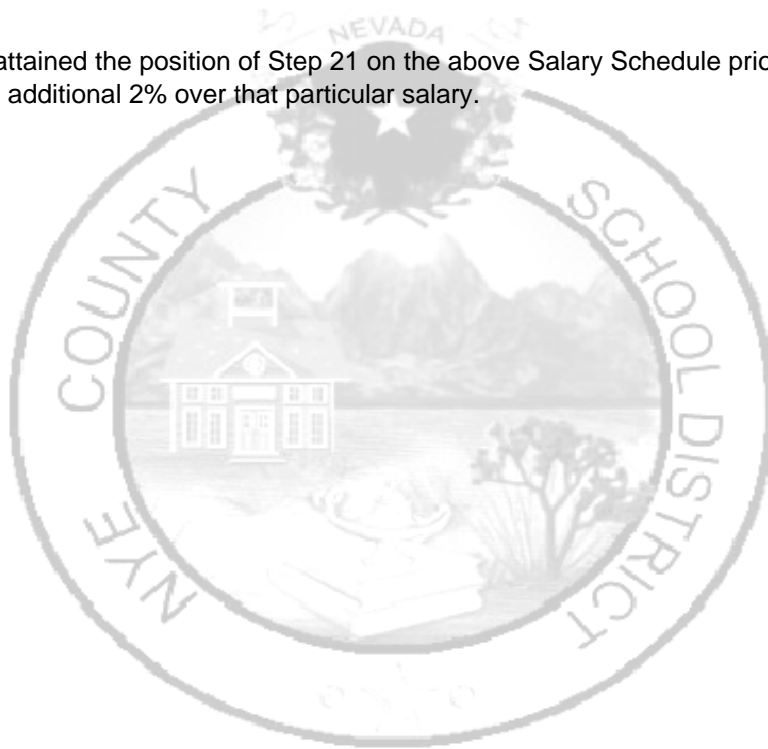 NEVADA
attained the position of Step 21 on the above Salary Schedule prio
additional 2% over that particular salary.
NYE COUNTY SCHOOL DISTRICT